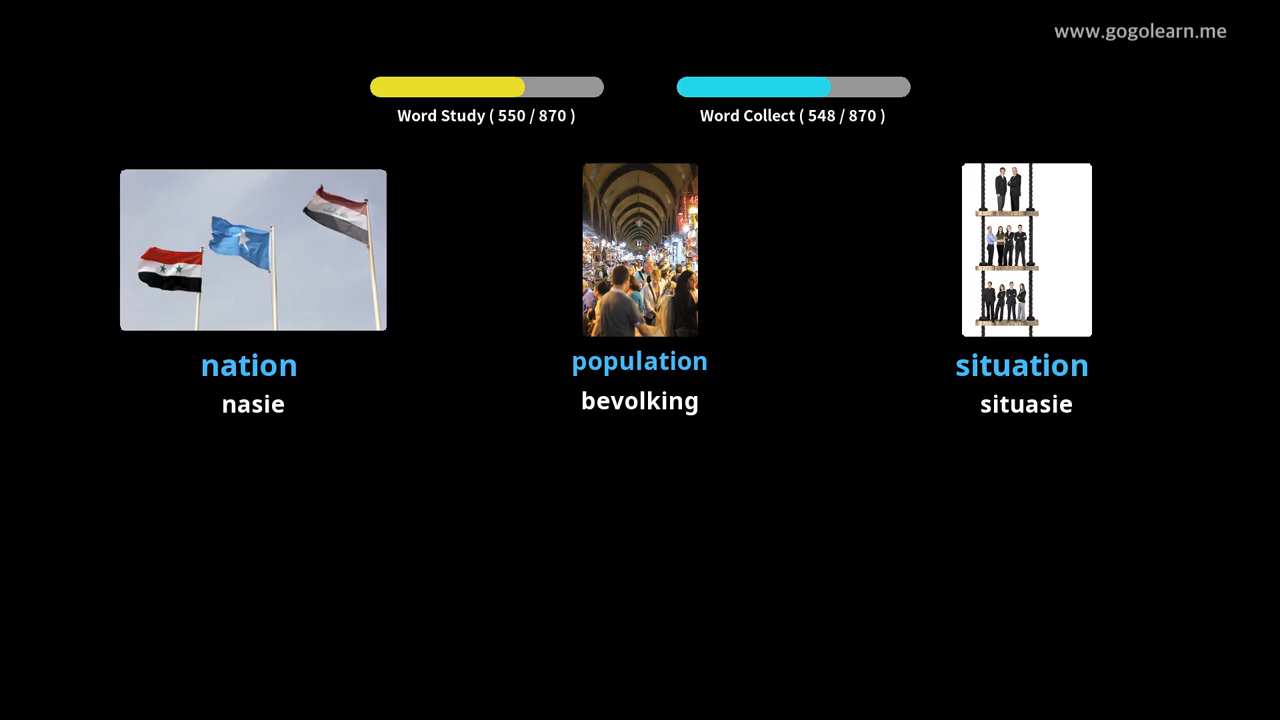 www.gogolearn.me
Word Study ( 550 / 870 )
Word Collect ( 548 / 870 )
nation
nasie
population
bevolking
situation
situasie